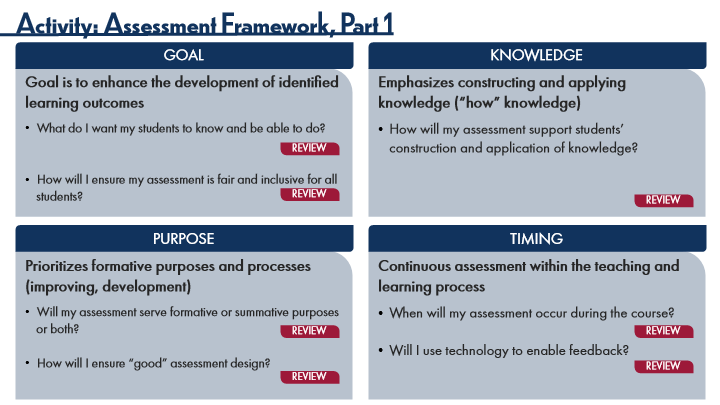 Activity: Assessment Framework, Part 1
GOAL
Goal is to enhance the development of identified
learning outcomes
• What do I want my students to know and be able to do?
REVIEW
• How will I ensure my assessment is fair and inclusive for all
students?
REVIEW
KNOWLEDGE
Emphasizes constructing and applying
knowledge (“how” knowledge)
• How will my assessment support students’
construction and application of knowledge?
REVIEW
PURPOSE
Prioritizes formative purposes and processes
(improving, development)
• Will my assessment serve formative or summative purposes
or both?
REVIEW
• How will I ensure “good” assessment design?
REVIEW
TIMING
Continuous assessment within the teaching and
learning process
• When will my assessment occur during the course?
REVIEW
• Will I use technology to enable feedback?
REVIEW